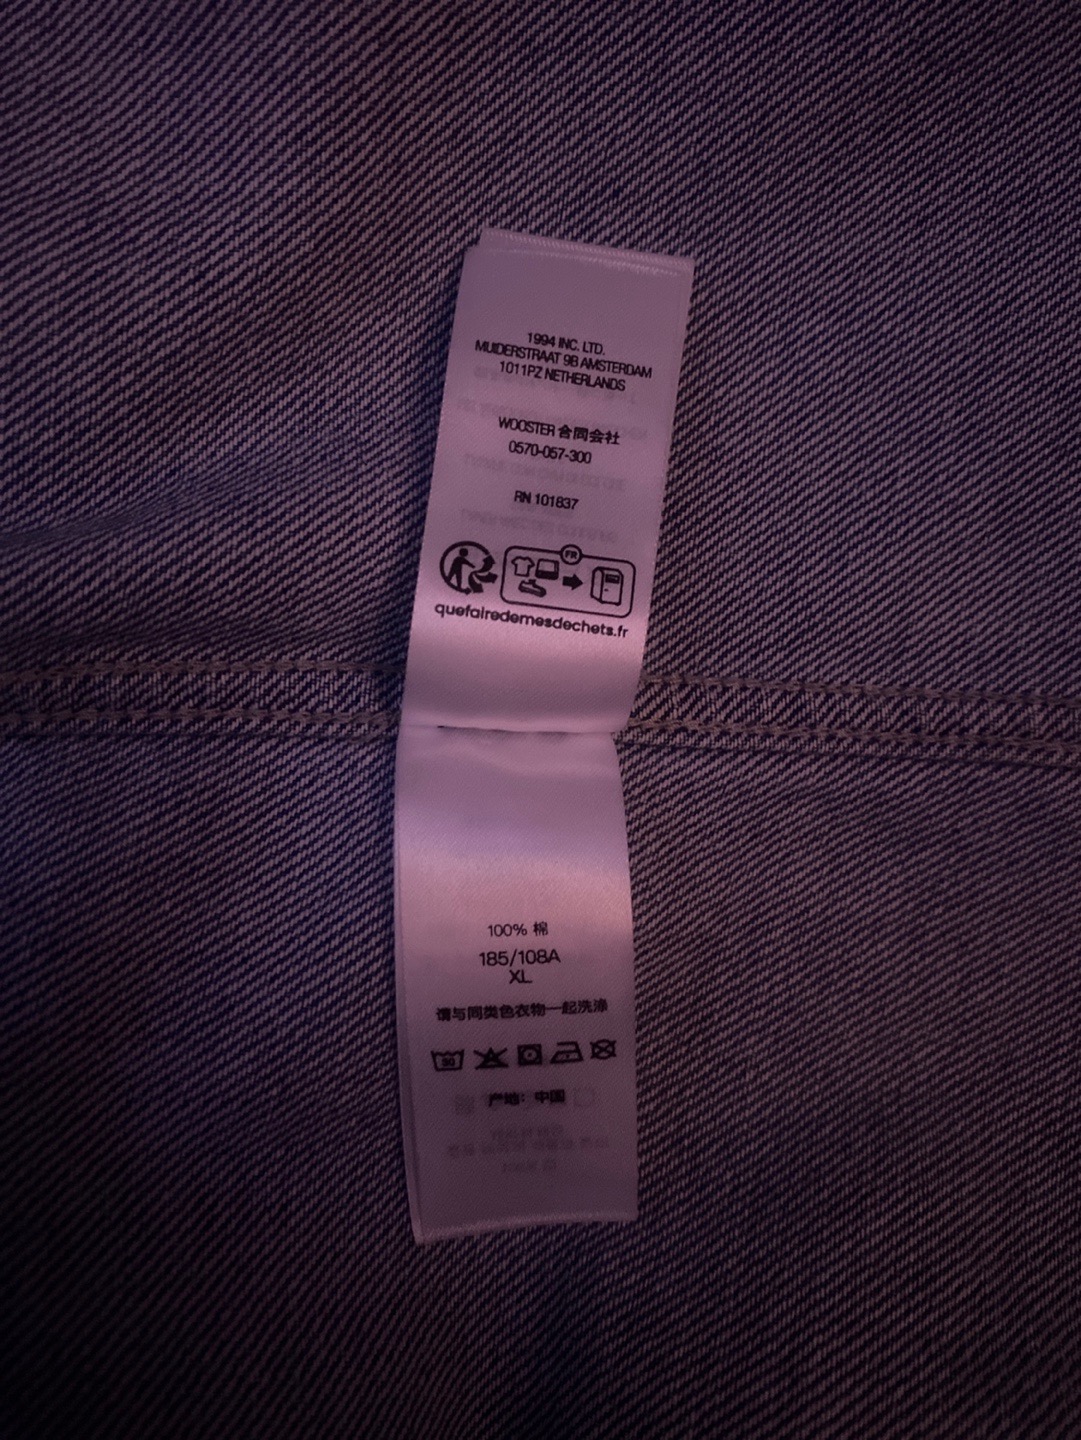 1994 INC. LTD.
MUIDERSTRAAT 9B AMSTERDAM
1011PZ NETHERLANDS
WOOSTER 合同会社
0570-057-300
RN 101837
FR
quefairedemesdechets.fr
100% 棉
185/108A
XL
请与同类色衣物一起洗涤
30
产地：中国